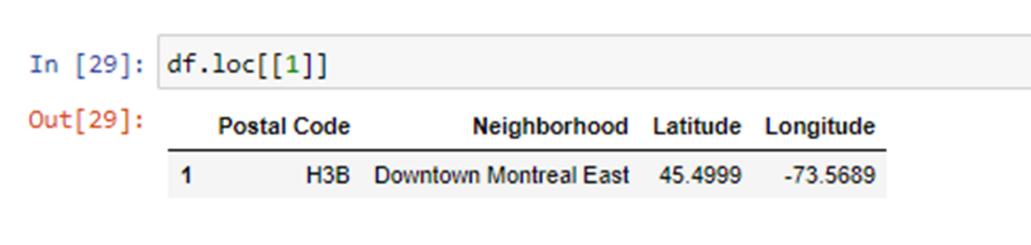 In [29]: df.loc[[1]]
Out[29]:
Postal Code Neighborhood Latitude Longitude
1 H3B Downtown Montreal East 45.4999 -73.5689